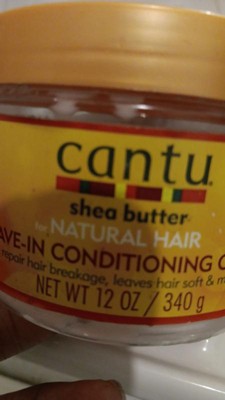 cantu
shea butter
for NATURAL HAIR
AVE-IN CONDITIONING C
repair hair breakage, leaves hair soft & m
NET WT 12 OZ / 340 g